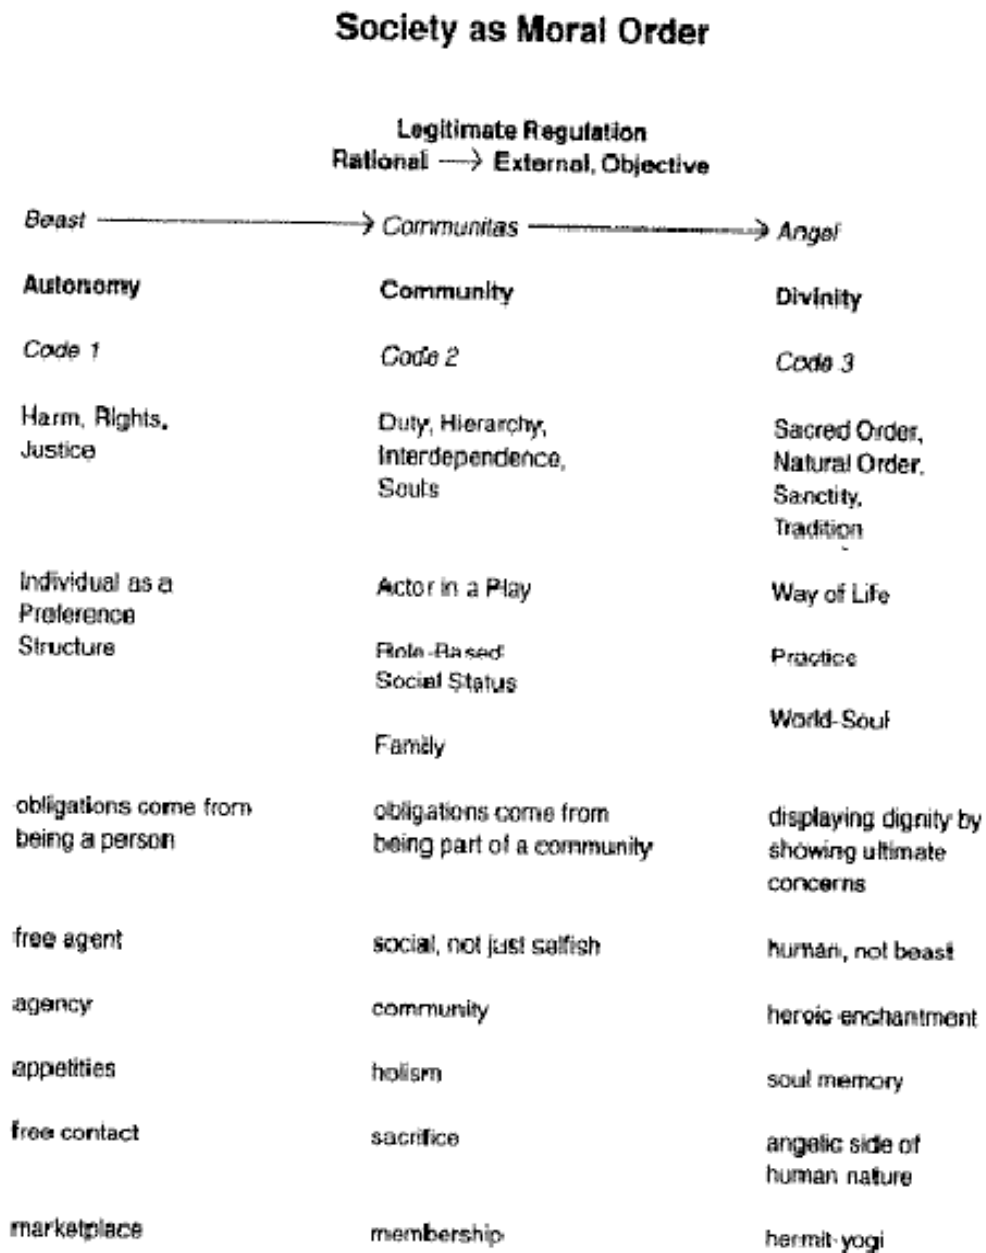 Society as Moral Order
Legitimate Regulation
Rational → External, Objective
Beast → Communitas → Angel
Autonomy
Community
Divinity
Code 1
Code 2
Code 3
Harm, Rights,
Justice
Duty, Hierarchy,
Interdependence,
Souls
Sacred Order,
Natural Order,
Sanctity,
Tradition
Individual as a
Preference
Structure
Actor in a Play
Role-Based
Social Status
Family
Way of Life
Practice
World-Soul
obligations come from
being a person
obligations come from
being part of a community
displaying dignity by
showing ultimate
concerns
free agent
social, not just selfish
human, not beast
agency
community
heroic enchantment
appetities
holism
soul memory
free contact
sacrifice
angelic side of
human nature
marketplace
membership
hermit-yogi